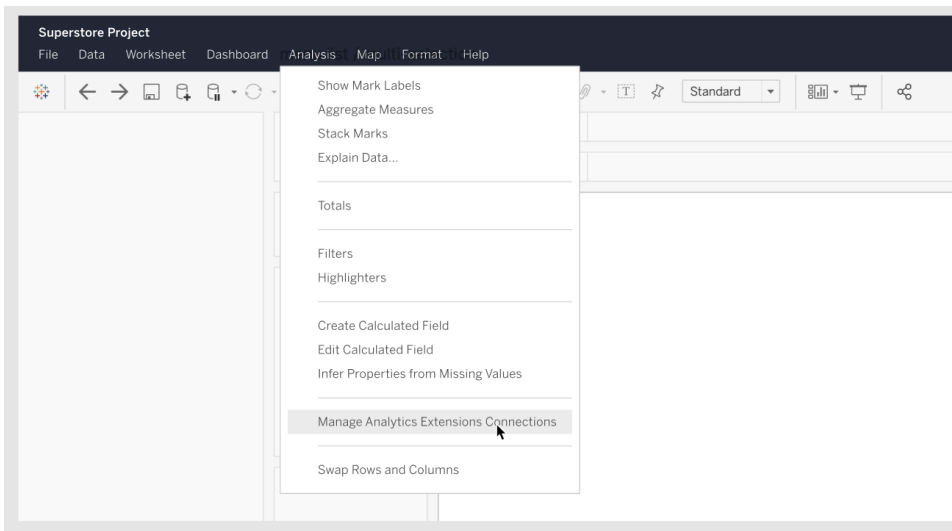 Superstore Project
File Data Worksheet Dashboard Analysis Map Format Help
Standard
Show Mark Labels
Aggregate Measures
Stack Marks
Explain Data...
Totals
Filters
Highlighters
Create Calculated Field
Edit Calculated Field
Infer Properties from Missing Values
Manage Analytics Extensions Connections
Swap Rows and Columns